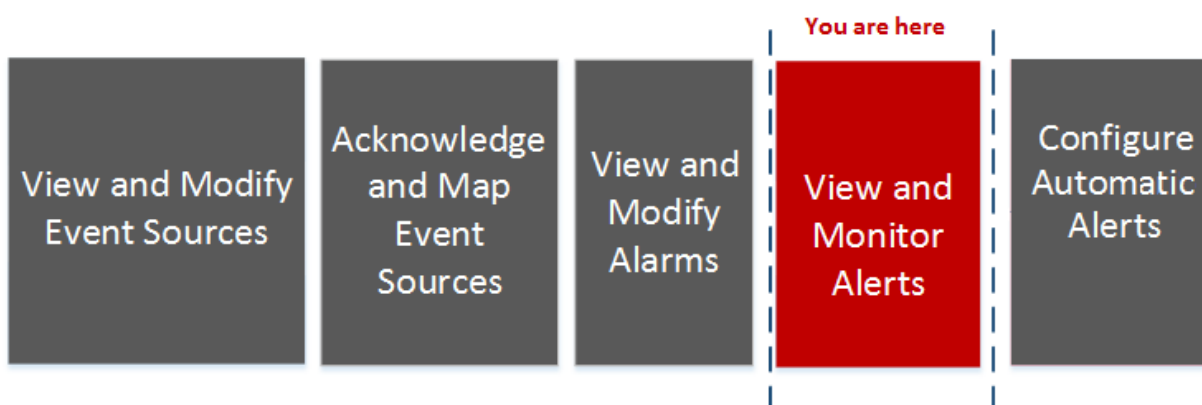 You are here
View and Modify
Event Sources
Acknowledge
and Map
Event
Sources
View and
Modify
Alarms
View and
Monitor
Alerts
Configure
Automatic
Alerts